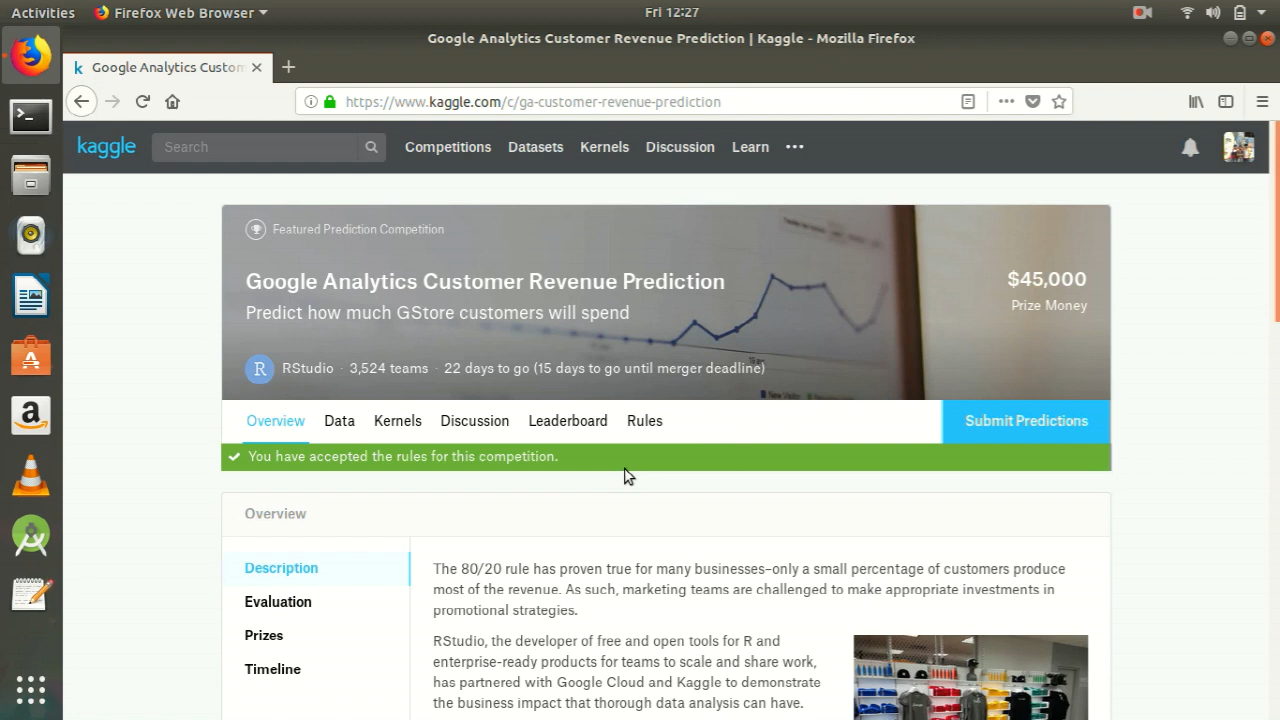 Activities Firefox Web Browser Fri 12:27
Google Analytics Customer Revenue Prediction | Kaggle - Mozilla Firefox
k Google Analytics Custom
https://www.kaggle.com/c/ga-customer-revenue-prediction
kaggle Search Competitions Datasets Kernels Discussion Learn
Featured Prediction Competition
Google Analytics Customer Revenue Prediction
$45,000
Predict how much GStore customers will spend
Prize Money
R RStudio · 3,524 teams · 22 days to go (15 days to go until merger deadline)
Overview Data Kernels Discussion Leaderboard Rules Submit Predictions
You have accepted the rules for this competition.
Overview
Description
Evaluation
Prizes
Timeline
The 80/20 rule has proven true for many businesses–only a small percentage of customers produce
most of the revenue. As such, marketing teams are challenged to make appropriate investments in
promotional strategies.
RStudio, the developer of free and open tools for R and
enterprise-ready products for teams to scale and share work,
has partnered with Google Cloud and Kaggle to demonstrate
the business impact that thorough data analysis can have.